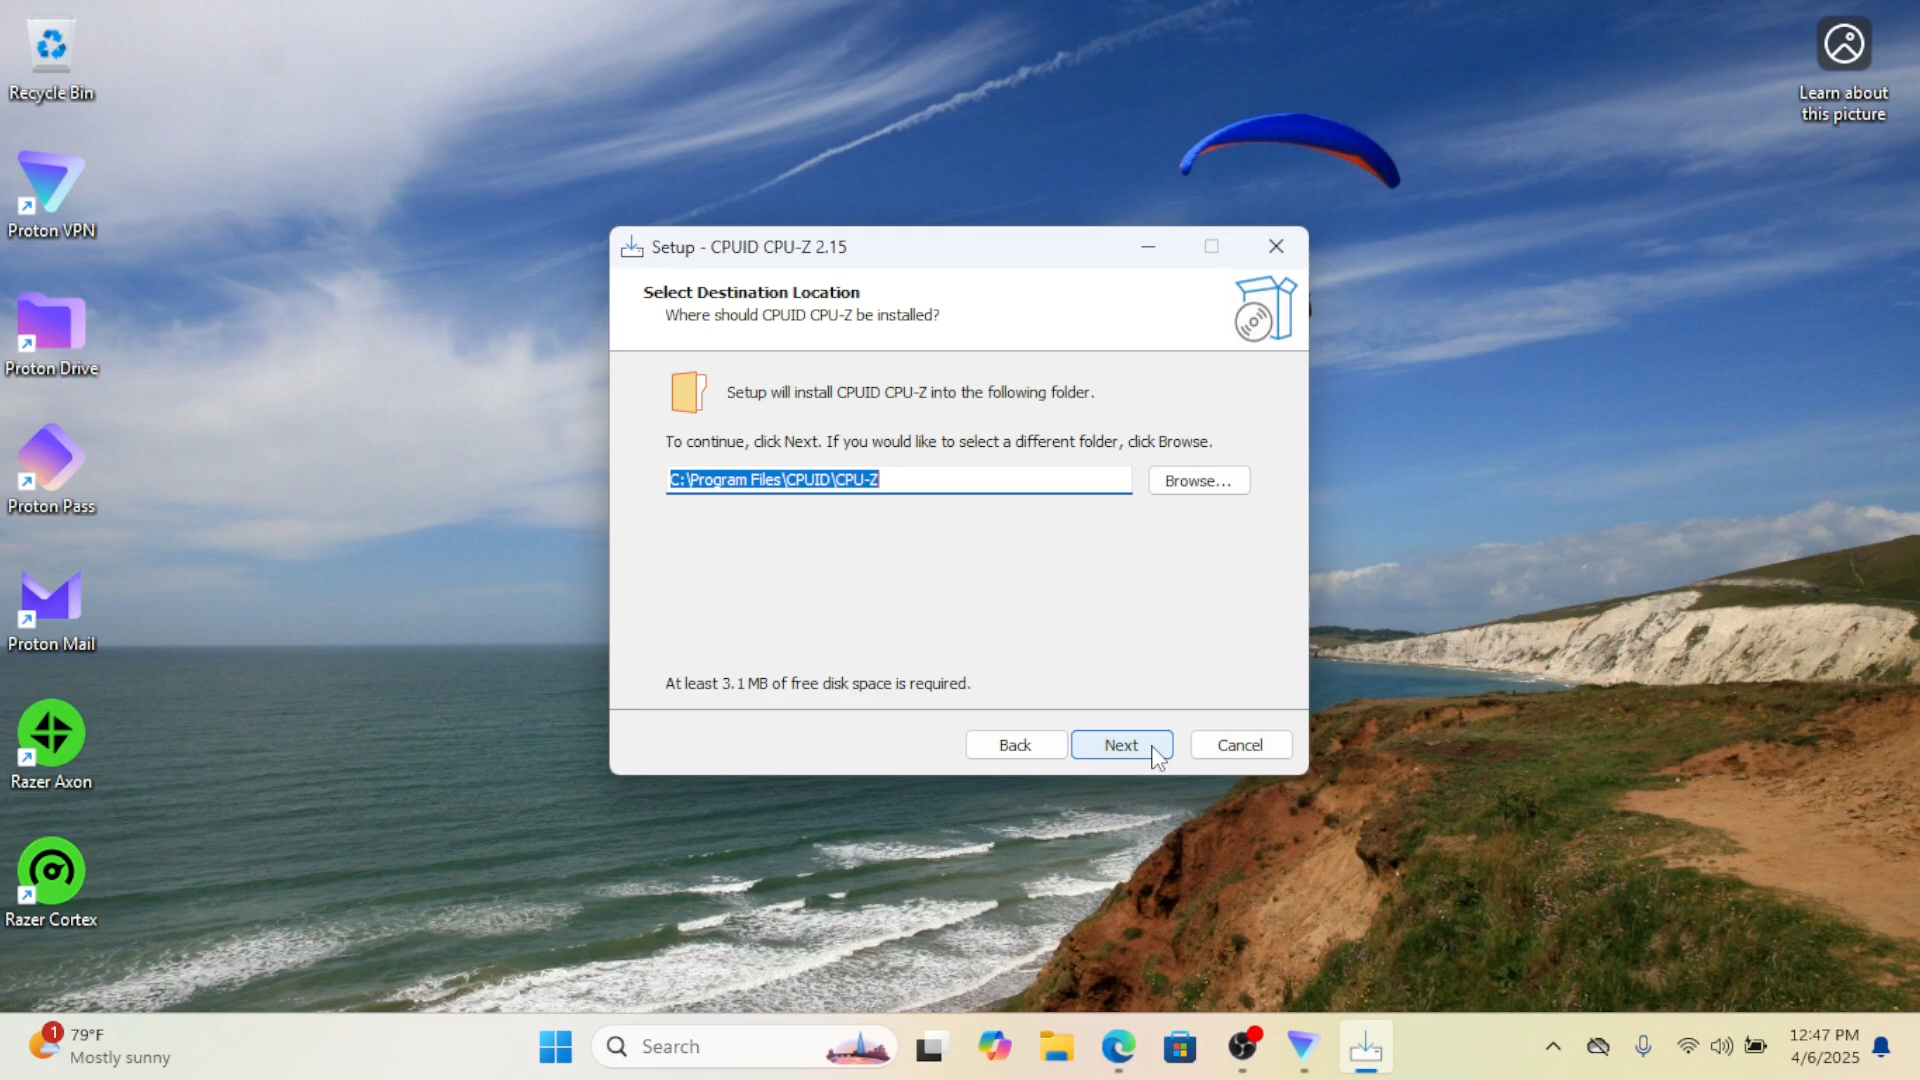 Recycle Bin
Proton VPN
Proton Drive
Proton Pass
Proton Mail
Razer Axon
Razer Cortex
Learn about
this picture
Setup - CPUID CPU-Z 2.15
Select Destination Location
Where should CPUID CPU-Z be installed?
Setup will install CPUID CPU-Z into the following folder.
To continue, click Next. If you would like to select a different folder, click Browse.
C:\Program Files\CPUID\CPU-Z
Browse...
At least 3.1 MB of free disk space is required.
Back
Next
Cancel
1
79°F
Mostly sunny
Search
12:47 PM
4/6/2025